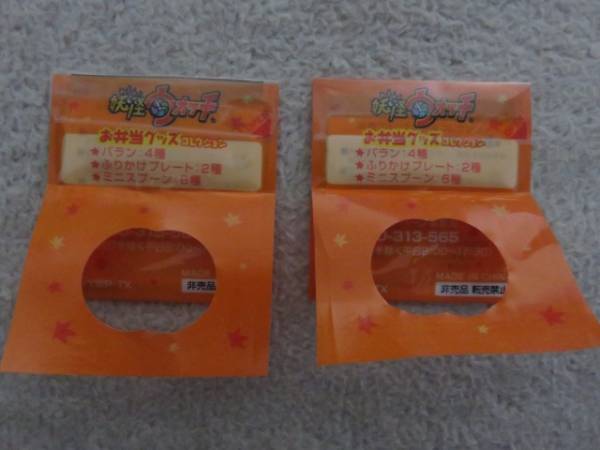 妖怪ウォッチ
お弁当グッズコレクション
★バラン:4種
★ふりかけプレート:2種
★ミニスプーン:6種
MADE
非売品
妖怪ウォッチ
お弁当グッズコレクション
★バラン:4種
★ふりかけプレート:2種
★ミニスプーン:6種
0-313-565
MADE IN CHINA
非売品 転売禁止